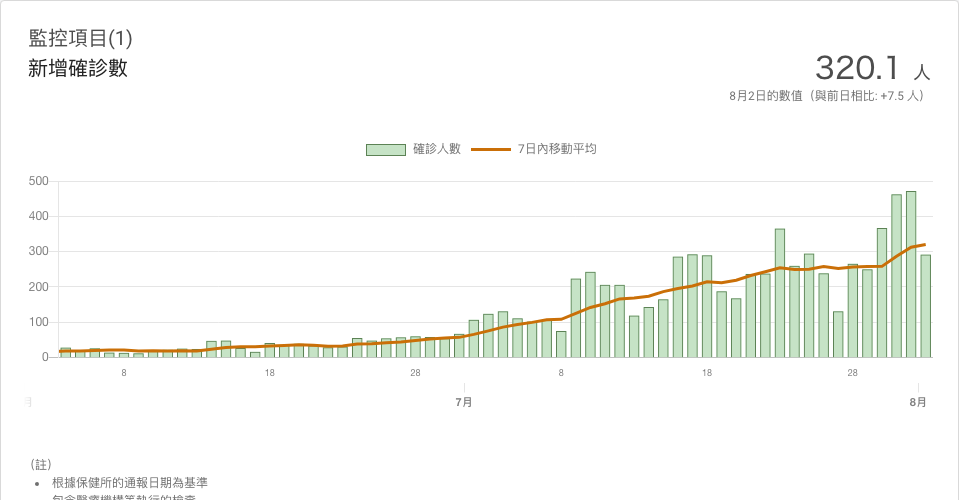 監控項目(1)
新增確診數
320.1 人
8月2日的數值（與前日相比: +7.5 人）
確診人數
7日內移動平均
500
400
300
200
100
0
8
18
28
8
18
28
7月
8月
（註）
• 根據保健所的通報日期為基準